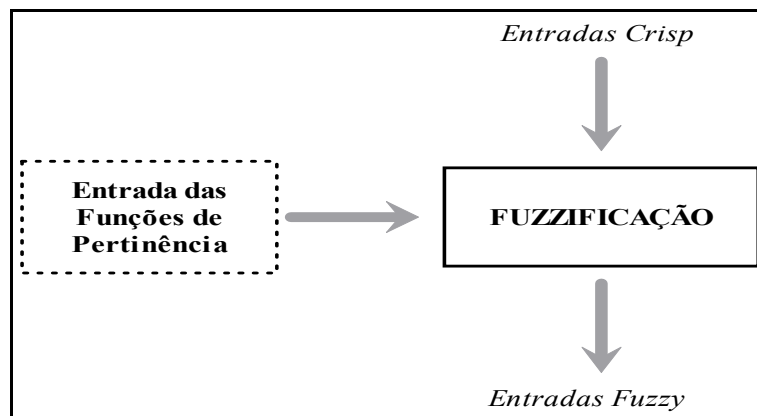 Entradas Crisp
Entrada das
Funções de
Pertinência
FUZZIFICAÇÃO
Entradas Fuzzy